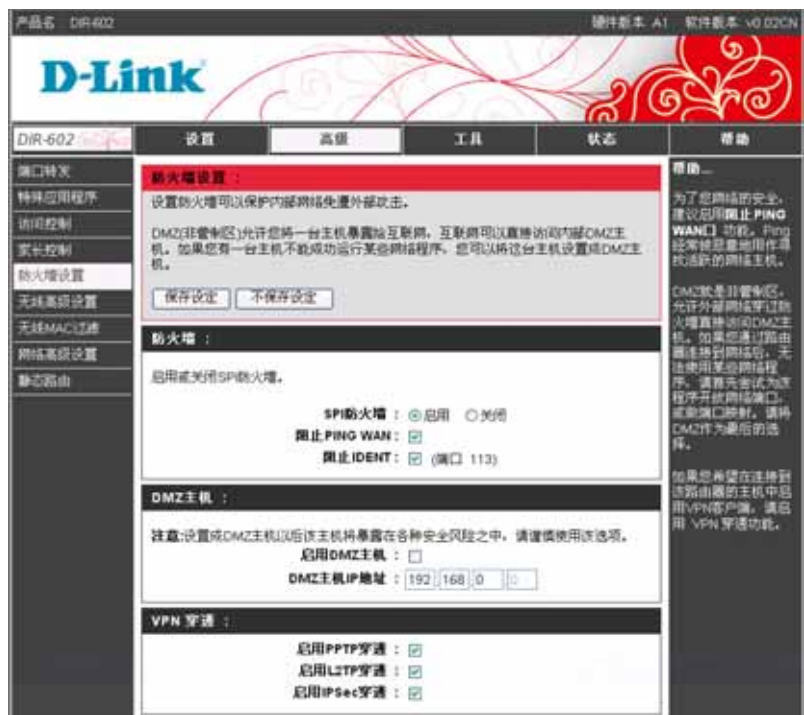 产品名 DIR-602
硬件版本 A1 软件版本 v0.02CN
D-Link
DIR-602
设置
高级
工具
状态
帮助
端口转发
特殊应用程序
访问控制
家长控制
防火墙设置
无线高级设置
无线MAC过滤
网络高级设置
静态路由
防火墙设置 :
设置防火墙可以保护内部网络免遭外部攻击。
DMZ(非管制区)允许您将一台主机暴露给互联网，互联网可以直接访问内部DMZ主
机。如果您有一台主机不能成功运行某些网络程序，您可以将这台主机设置成DMZ主
机。
保存设定 不保存设定
防火墙 :
启用或关闭SPI防火墙。
SPI防火墙 : 启用 关闭
阻止PING WAN :
阻止IDENT : (端口 113)
DMZ主机 :
注意:设置成DMZ主机以后该主机将暴露在各种安全风险之中，请谨慎使用该选项。
启用DMZ主机 :
DMZ主机IP地址 : 192 168 0 0
VPN 穿通 :
启用PPTP穿通 :
启用L2TP穿通 :
启用IPSec穿通 :
帮助...
为了您网络的安全，
建议启用阻止 PING
WAN口 功能。Ping
经常被恶意地用作寻
找活跃的网络主机。
DMZ就是非管制区，
允许外部网络穿过防
火墙直接访问DMZ主
机。如果您通过路由
器连接到网络后，无
法使用某些网络程
序，请首先尝试为该
程序开放网络端口，
或做端口映射，请将
DMZ作为最后的选
择。
如果您希望在连接到
该路由器的主机中启
用VPN客户端，请启
用 VPN 穿通功能。